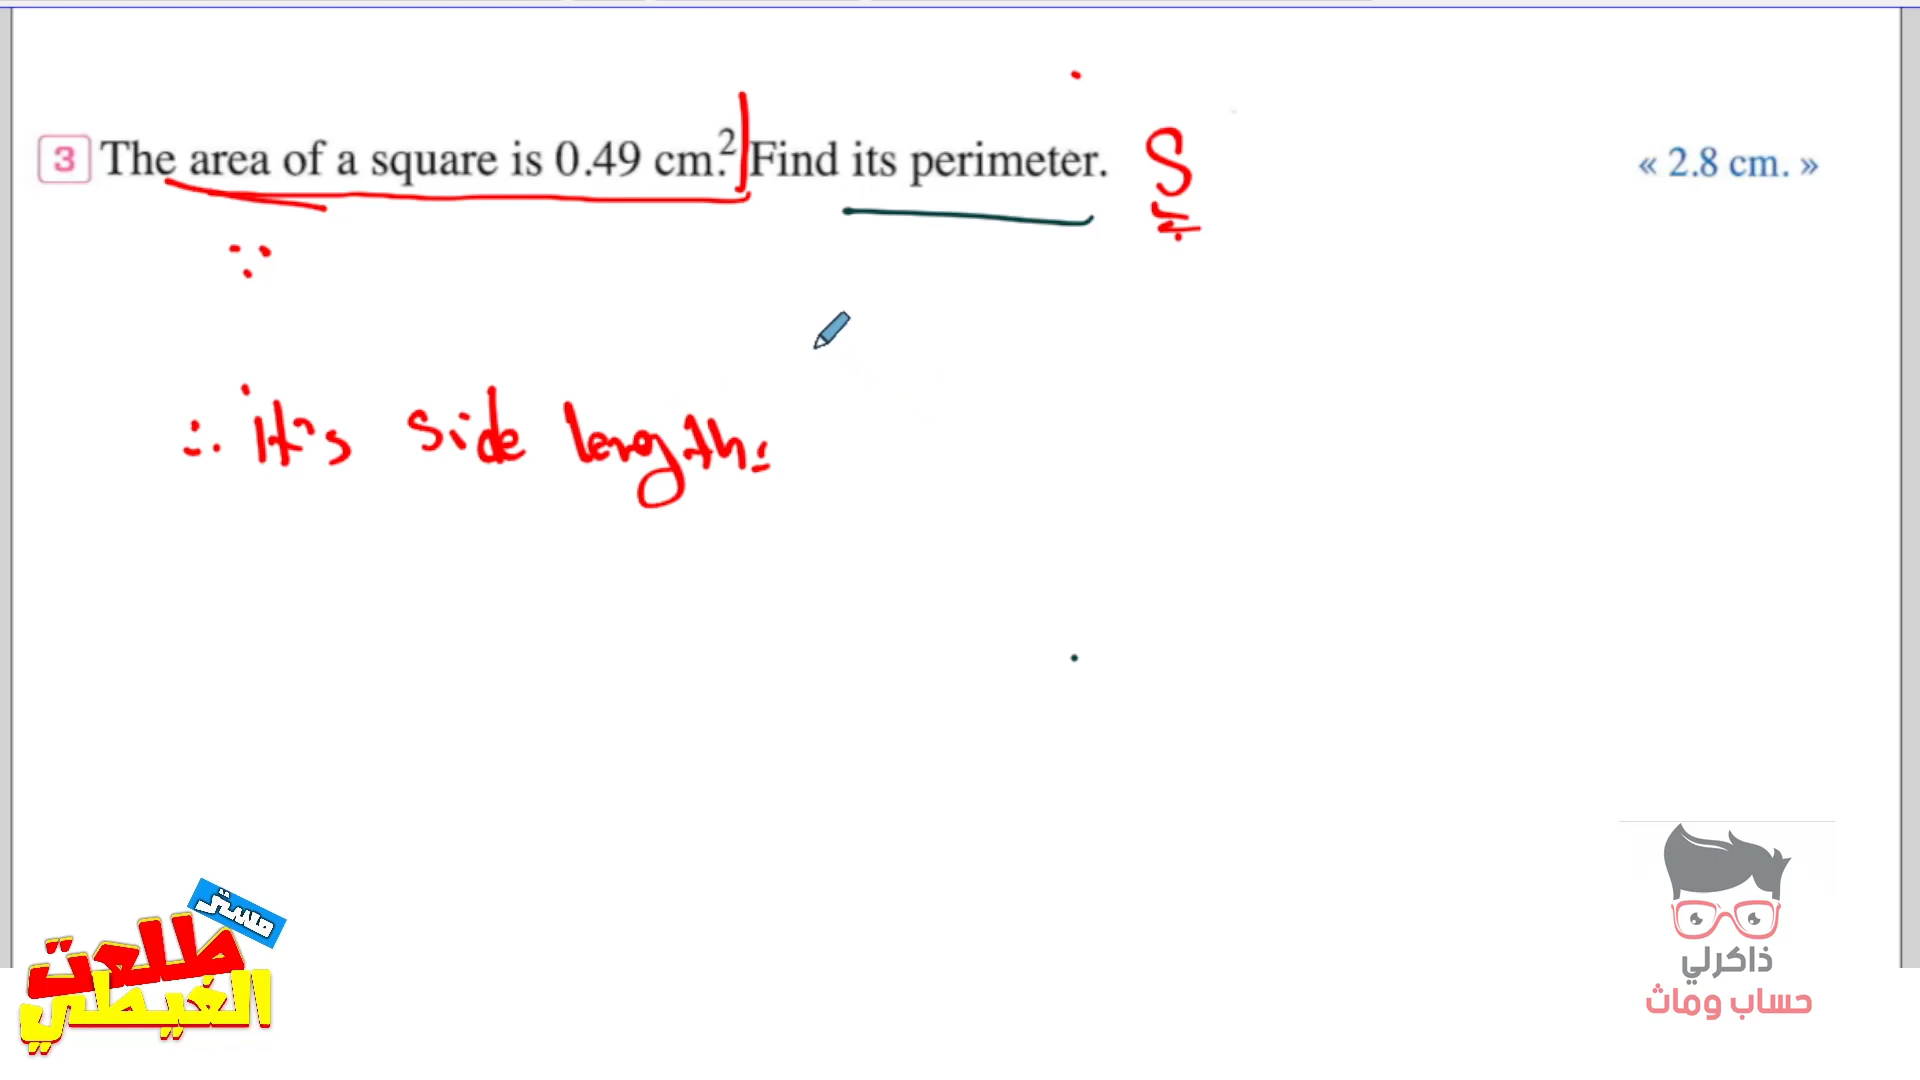 3 The area of a square is 0.49 cm.² Find its perimeter. S « 2.8 cm. »
∵
∴ it's side length =
مستر
طلعت
الغيطي
ذاكرلي
حساب وماث